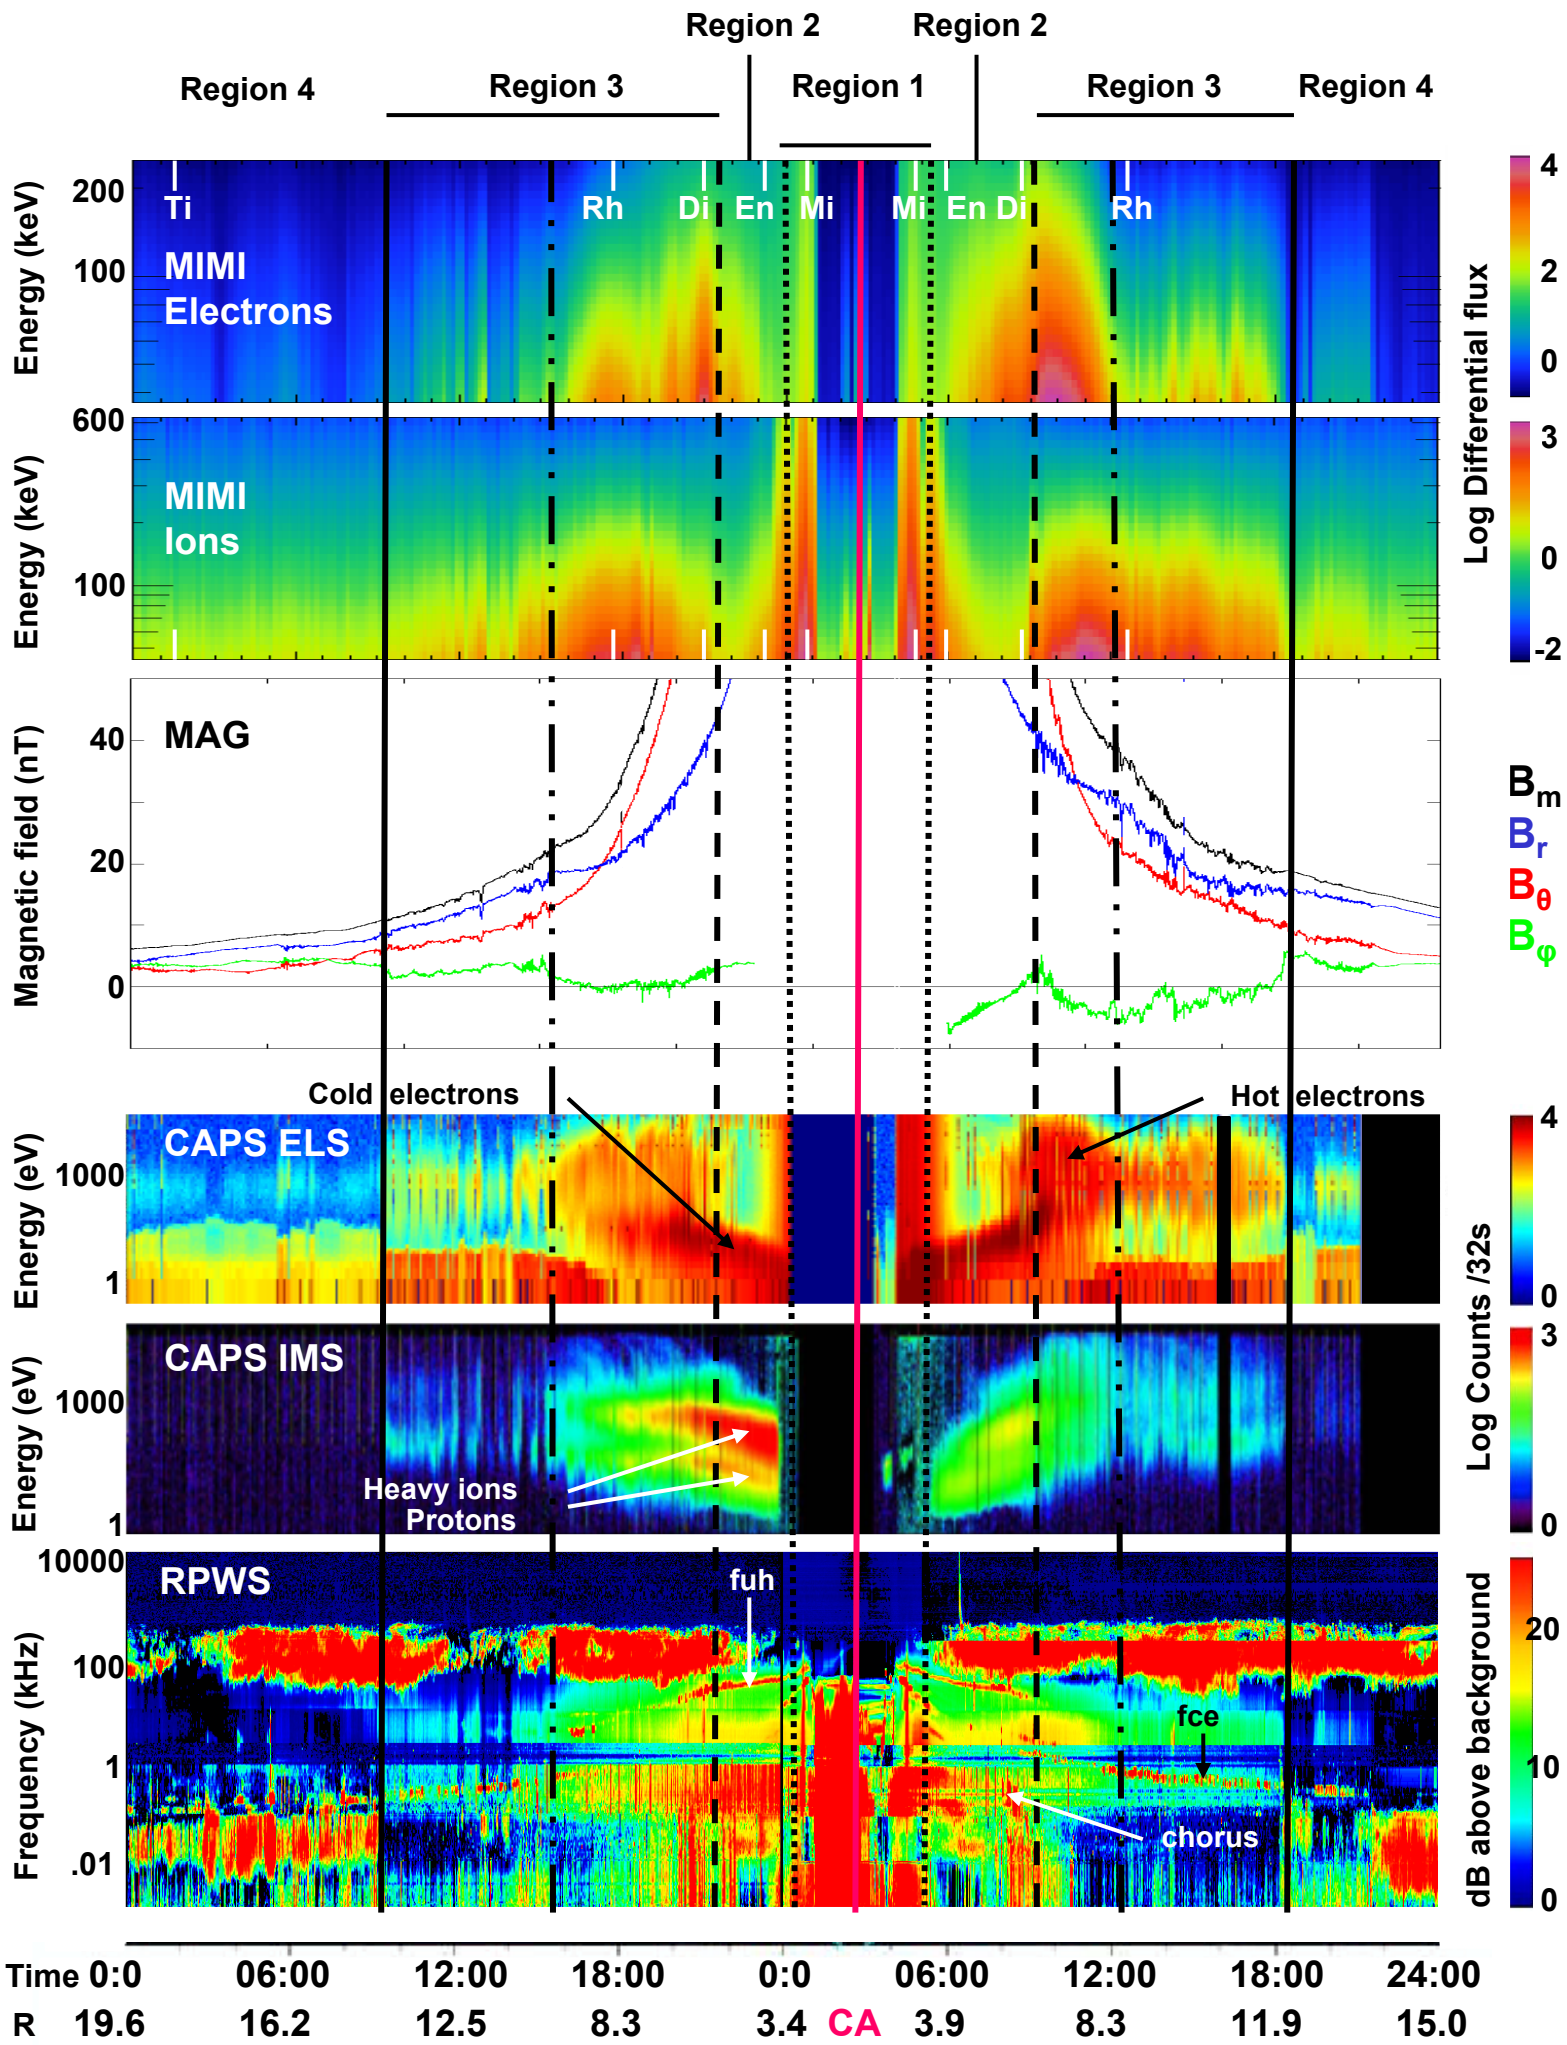 Region 2 Region 2
Region 4 Region 3 Region 1 Region 3 Region 4
Energy (keV)
200
100
Ti Rh Di En Mi Mi En Di Rh
MIMI
Electrons
4
2
0
Log Differential flux
Energy (keV)
600
100
MIMI
Ions
3
0
-2
Magnetic field (nT)
40
20
0
MAG
Bm
Br
Bθ
Bφ
Cold electrons Hot electrons
Energy (eV)
1000
1
CAPS ELS
4
0
Log Counts /32s
Energy (eV)
1000
1
CAPS IMS
Heavy ions
Protons
3
0
Frequency (kHz)
10000
100
1
.01
RPWS
fuh
fce
chorus
20
10
0
dB above background
Time 0:0 06:00 12:00 18:00 0:0 06:00 12:00 18:00 24:00
R 19.6 16.2 12.5 8.3 3.4 CA 3.9 8.3 11.9 15.0